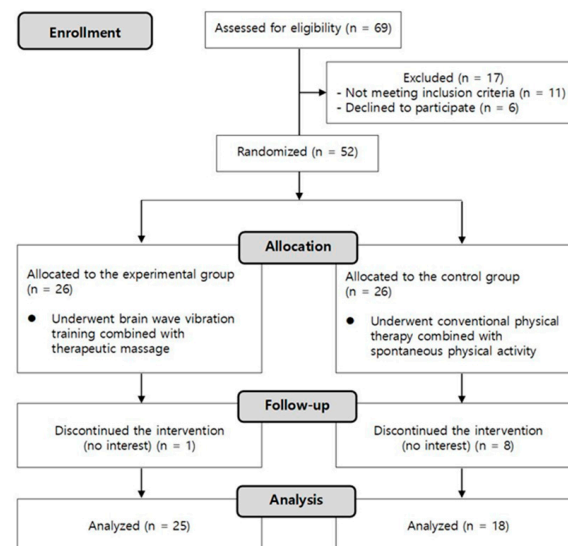 Enrollment
Assessed for eligibility (n = 69)
Excluded (n = 17)
- Not meeting inclusion criteria (n = 11)
- Declined to participate (n = 6)
Randomized (n = 52)
Allocation
Allocated to the experimental group
(n = 26)
● Underwent brain wave vibration
training combined with
therapeutic massage
Allocated to the control group
(n = 26)
● Underwent conventional physical
therapy combined with
spontaneous physical activity
Follow-up
Discontinued the intervention
(no interest) (n = 1)
Discontinued the intervention
(no interest) (n = 8)
Analysis
Analyzed (n = 25)
Analyzed (n = 18)